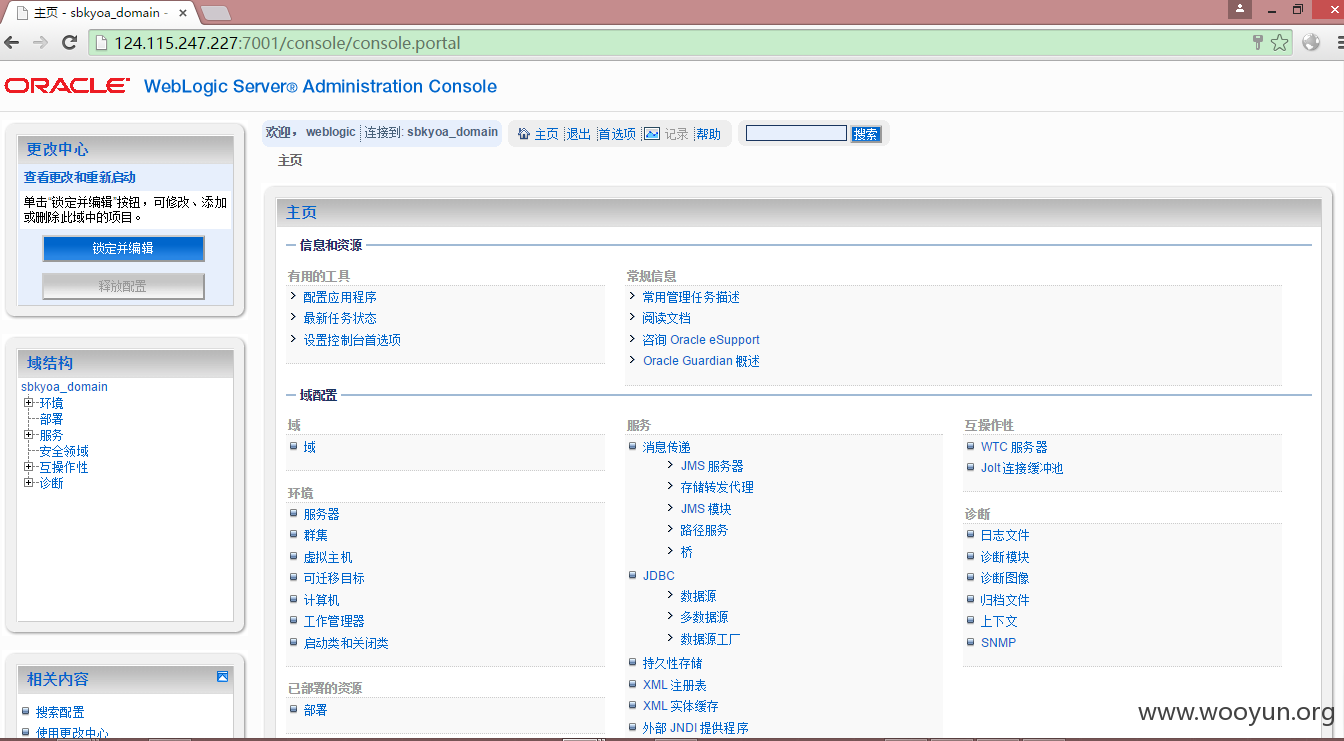 主页 - sbkyoa_domain -
124.115.247.227:7001/console/console.portal
ORACLE WebLogic Server® Administration Console
欢迎， weblogic 连接到: sbkyoa_domain
主页 退出 首选项 记录 帮助
搜索
主页
更改中心
查看更改和重新启动
单击“锁定并编辑”按钮，可修改、添加
或删除此域中的项目。
锁定并编辑
释放配置
域结构
sbkyoa_domain
环境
部署
服务
安全领域
互操作性
诊断
相关内容
搜索配置
使用更改中心
主页
信息和资源
有用的工具
配置应用程序
最新任务状态
设置控制台首选项
常规信息
常用管理任务描述
阅读文档
咨询 Oracle eSupport
Oracle Guardian 概述
域配置
域
域
环境
服务器
群集
虚拟主机
可迁移目标
计算机
工作管理器
启动类和关闭类
已部署的资源
部署
服务
消息传递
JMS 服务器
存储转发代理
JMS 模块
路径服务
桥
JDBC
数据源
多数据源
数据源工厂
持久性存储
XML 注册表
XML 实体缓存
外部 JNDI 提供程序
互操作性
WTC 服务器
Jolt 连接缓冲池
诊断
日志文件
诊断模块
诊断图像
归档文件
上下文
SNMP
www.wooyun.org